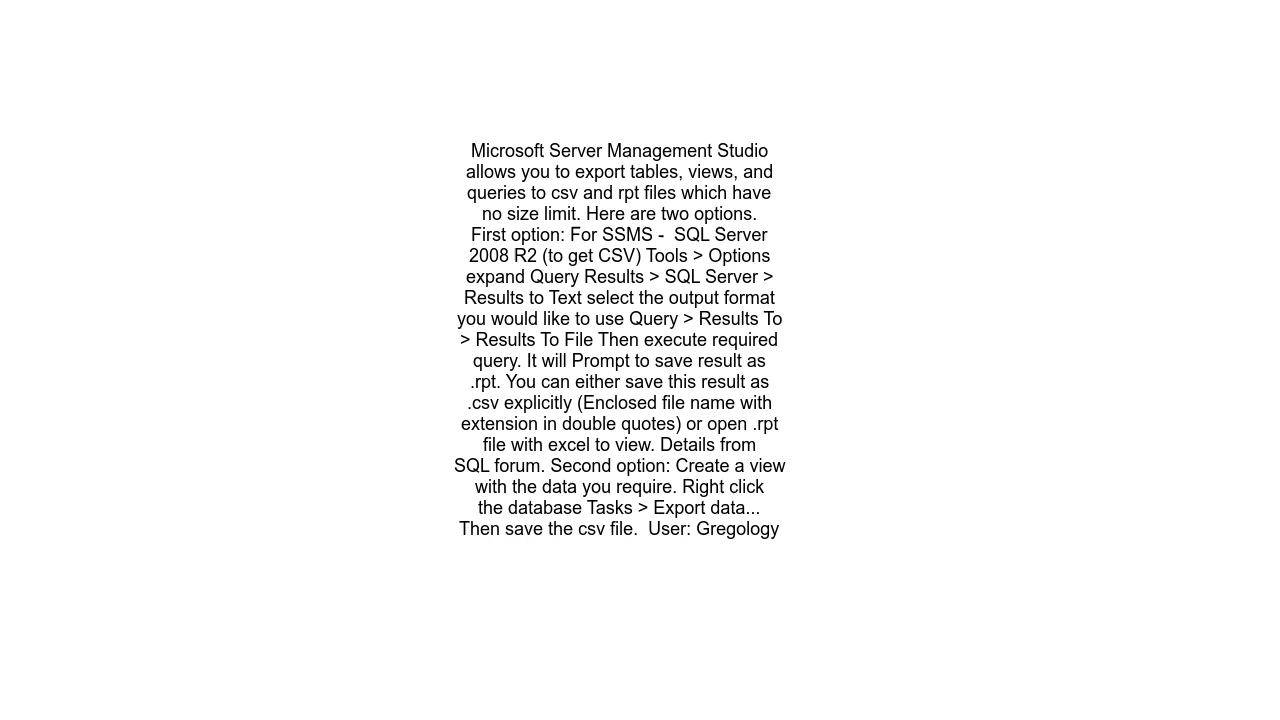 Microsoft Server Management Studio
allows you to export tables, views, and
queries to csv and rpt files which have
no size limit. Here are two options.
First option: For SSMS -  SQL Server
2008 R2 (to get CSV) Tools > Options
expand Query Results > SQL Server >
Results to Text select the output format
you would like to use Query > Results To
> Results To File Then execute required
query. It will Prompt to save result as
.rpt. You can either save this result as
.csv explicitly (Enclosed file name with
extension in double quotes) or open .rpt
file with excel to view. Details from
SQL forum. Second option: Create a view
with the data you require. Right click
the database Tasks > Export data...
Then save the csv file.  User: Gregology